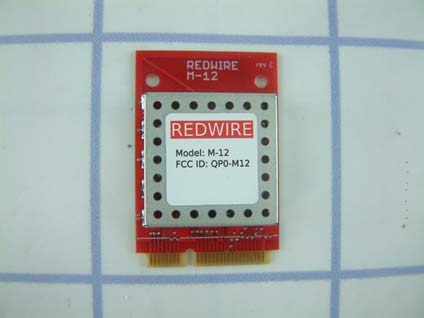 REDWIRE rev C
M-12
REDWIRE
Model: M-12
FCC ID: QP0-M12